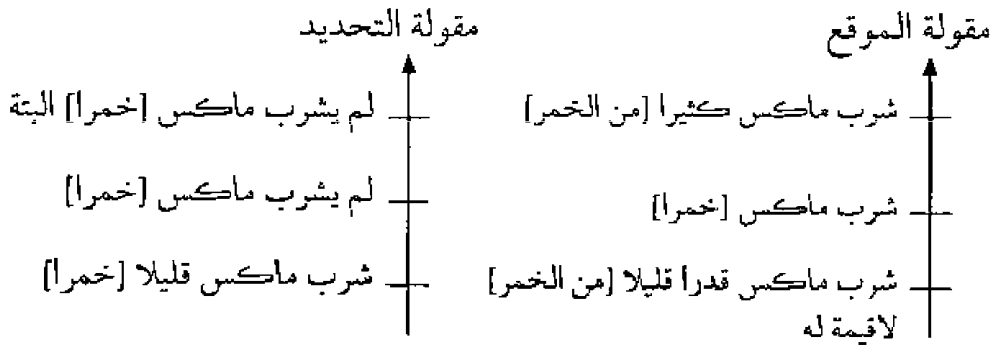 مقولة الموقع
شرب ماكس كثيرا [من الخمر]
شرب ماكس [خمرا]
شرب ماكس قدرا قليلا [من الخمر]
لاقيمة له
مقولة التحديد
لم يشرب ماكس [خمرا] البتة
لم يشرب ماكس [خمرا]
شرب ماكس قليلا [خمرا]